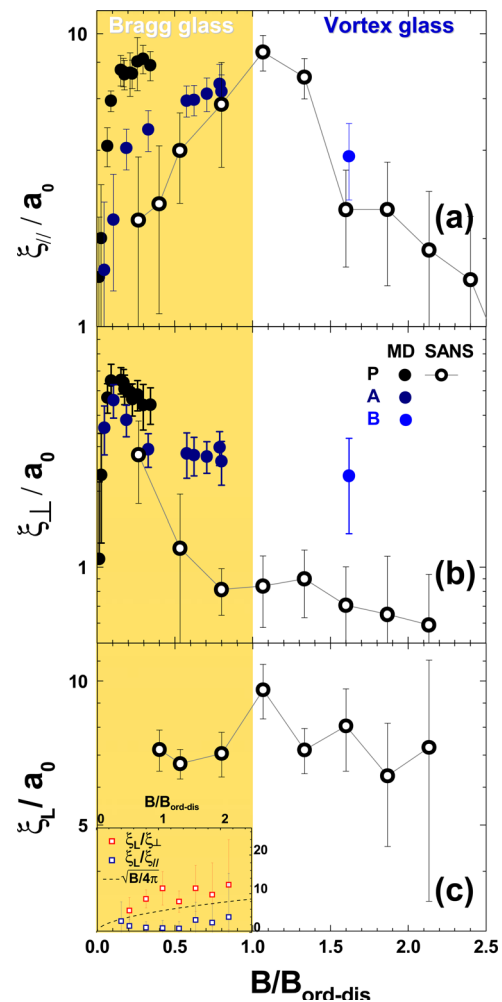 Bragg glass Vortex glass
10
ξ// / a0
(a)
1
MD SANS
P
A
B
ξ⊥ / a0
1
(b)
10
ξL/ a0
5
0 1 2
B/Bord-dis
ξL/ξ⊥
ξL/ξ//
√B/4π
20
10
0
(c)
0.0 0.5 1.0 1.5 2.0 2.5
B/Bord-dis